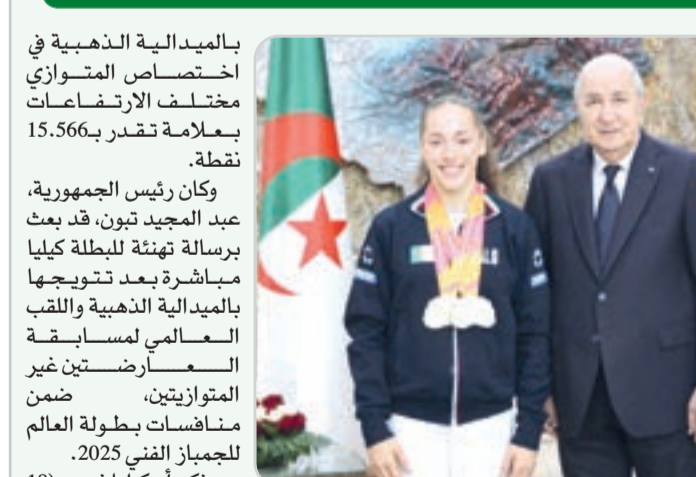 بالميدالية الذهبية في
اختصاص المتوازي
مختلف الارتفاعات
بعلامة تقدر بـ15.566
نقطة.
وكان رئيس الجمهورية،
عبد المجيد تبون، قد بعث
برسالة تهنئة للبطلة كيليا
مباشرة بعد تتويجها
بالميدالية الذهبية واللقب
العالمي لمسابقة
العارضتين غير
المتوازيتين، ضمن
منافسات بطولة العالم
للجمباز الفني 2025.